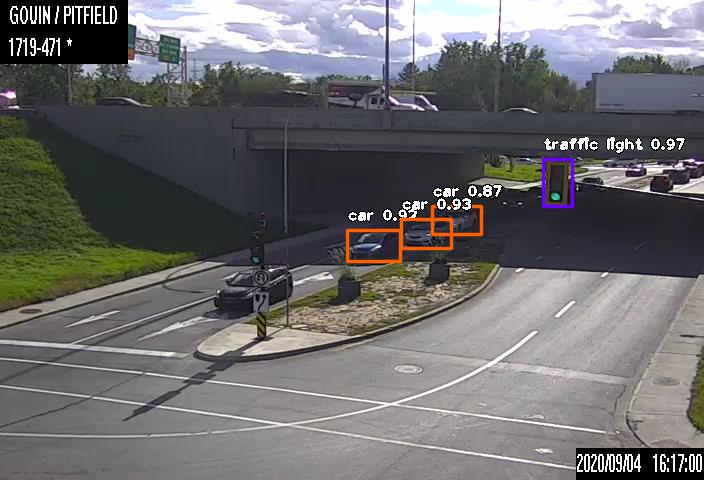 GOUIN / PITFIELD
1719-471 *
traffic light 0.97
car 0.87
car 0.93
car 0.92
2020/09/04 16:17:00